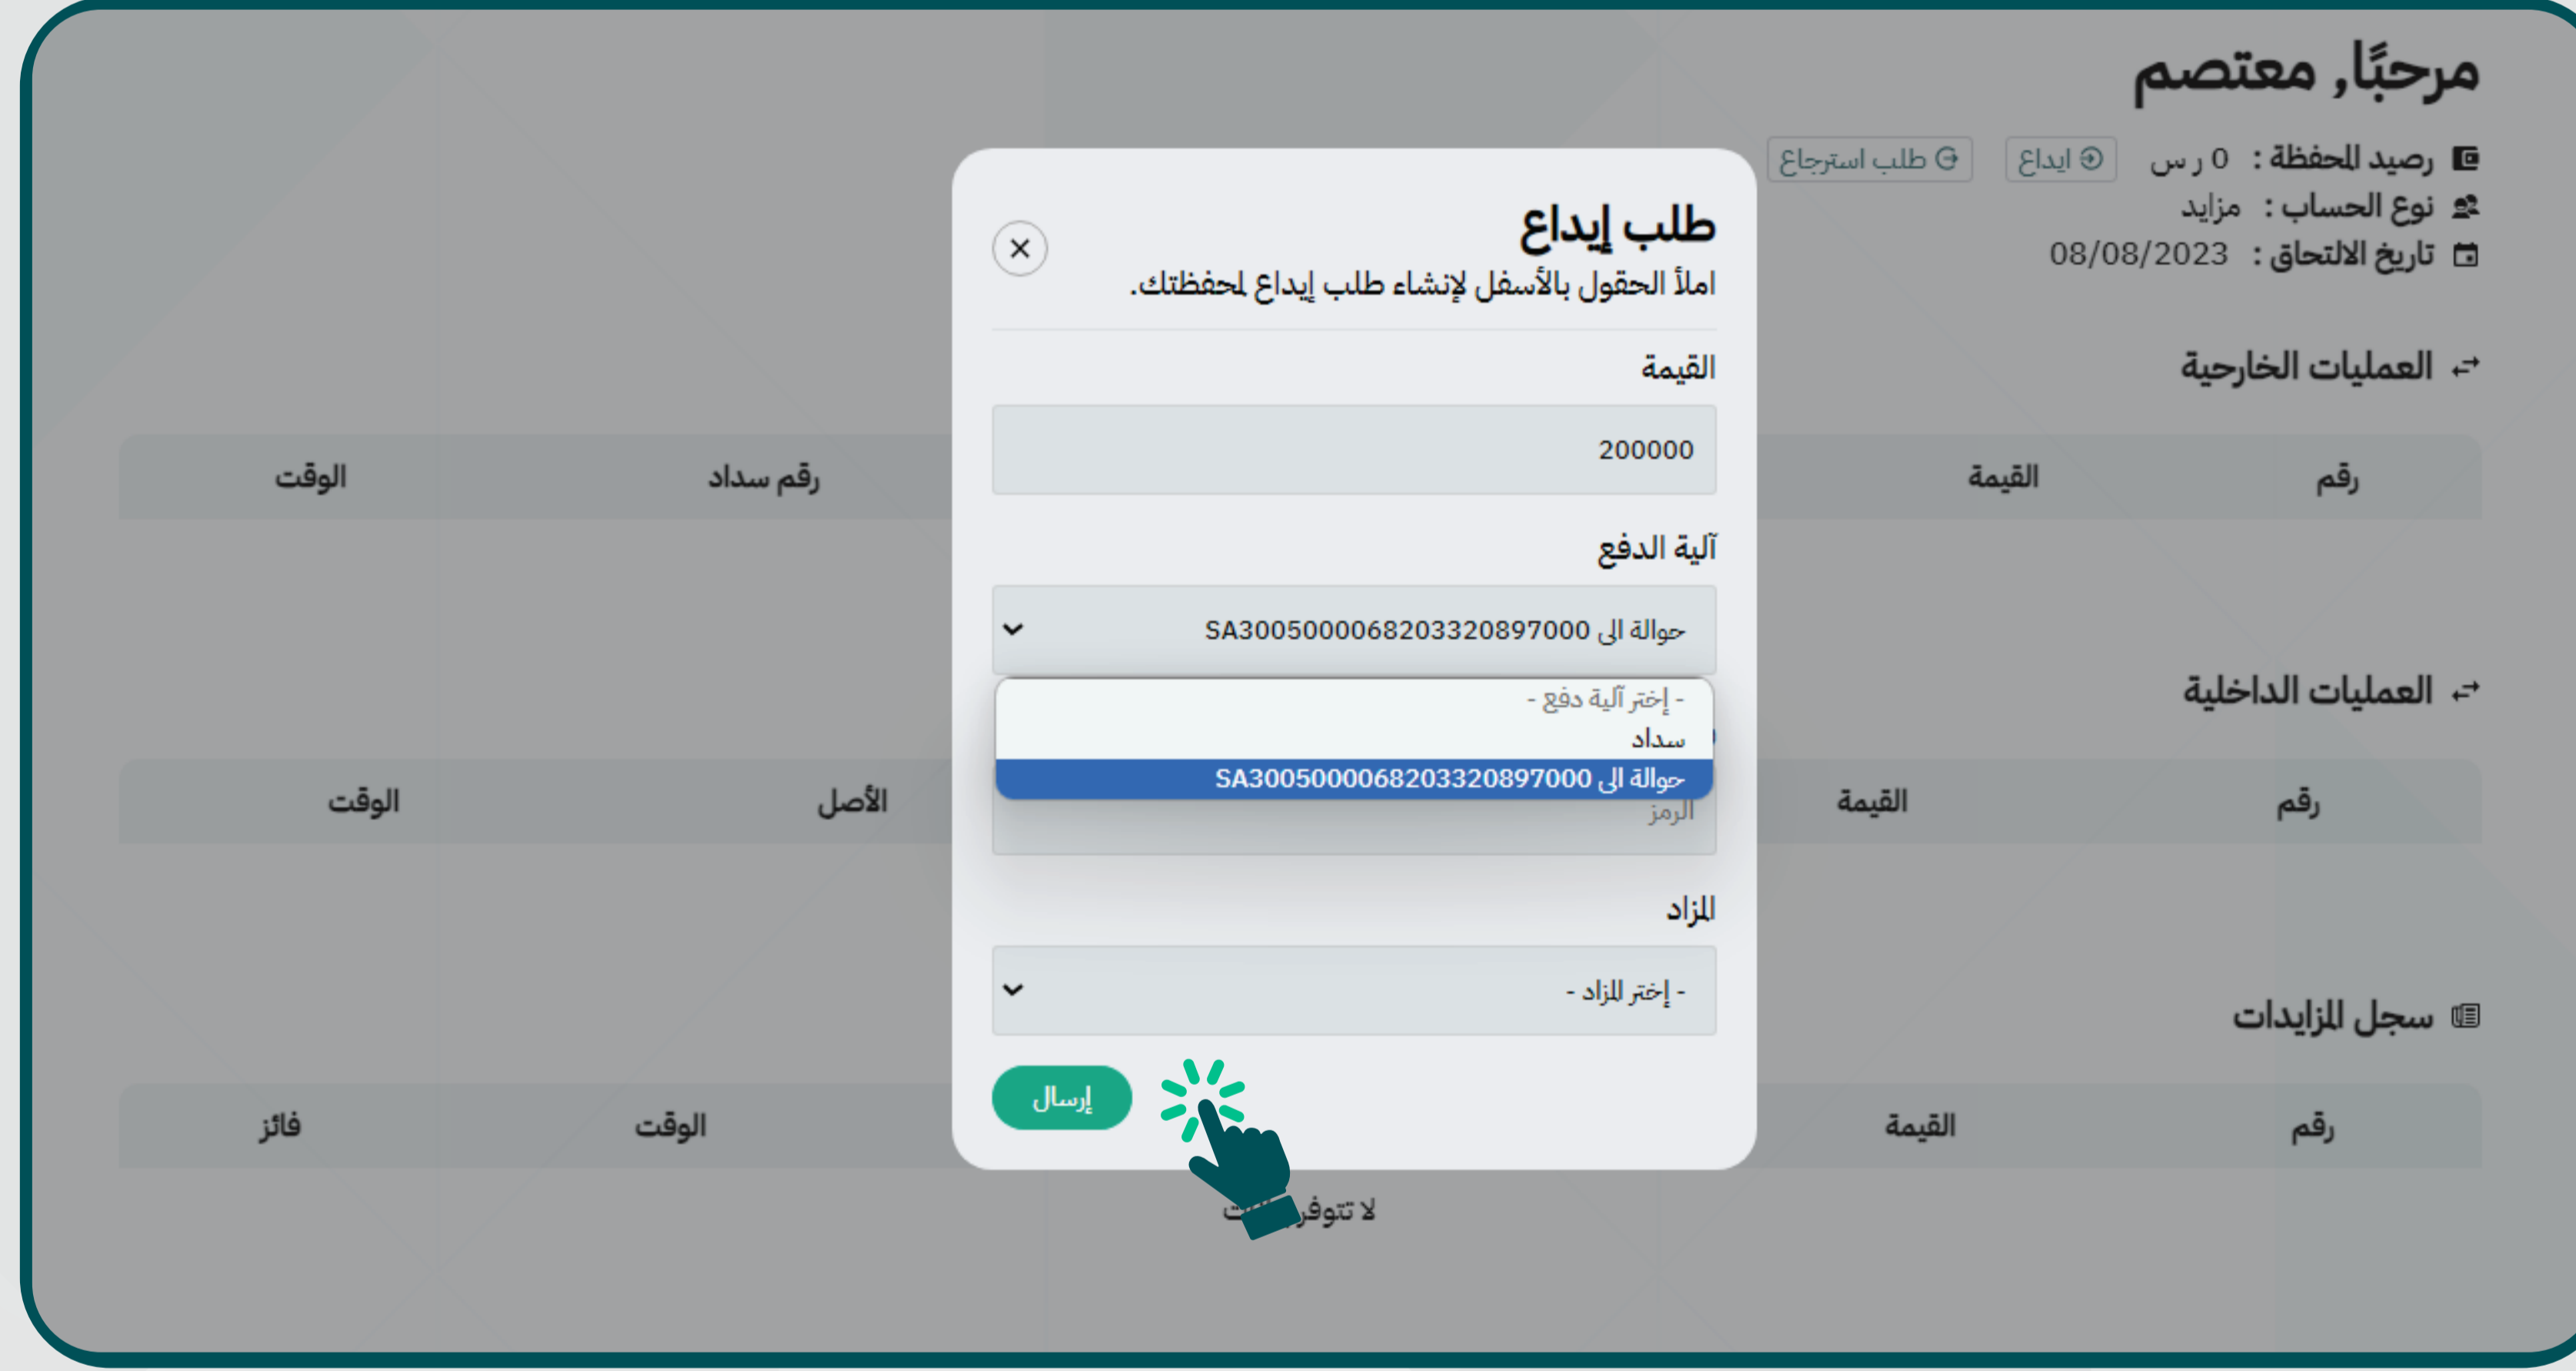 مرحبًا, معتصم
رصيد المحفظة : 0 ر س ايداع طلب استرجاع
نوع الحساب : مزايد
تاريخ الالتحاق : 08/08/2023
العمليات الخارحية
رقم القيمة رقم سداد الوقت
العمليات الداخلية
رقم القيمة الأصل الوقت
سجل المزايدات
رقم القيمة الوقت فائز
لا تتوفر
طلب إيداع
املأ الحقول بالأسفل لإنشاء طلب إيداع لمحفظتك.
القيمة
200000
آلية الدفع
حوالة الى SA3005000068203320897000
- إختر آلية دفع -
سداد
حوالة الى SA3005000068203320897000
الرمز
المزاد
- إختر المزاد -
إرسال